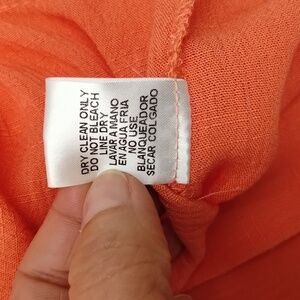 DRY CLEAN ONLY
DO NOT BLEACH
LINE DRY
LAVAR A MANO
EN AGUA FRIA
NO USE
BLANQUEADOR
SECAR COLGADO